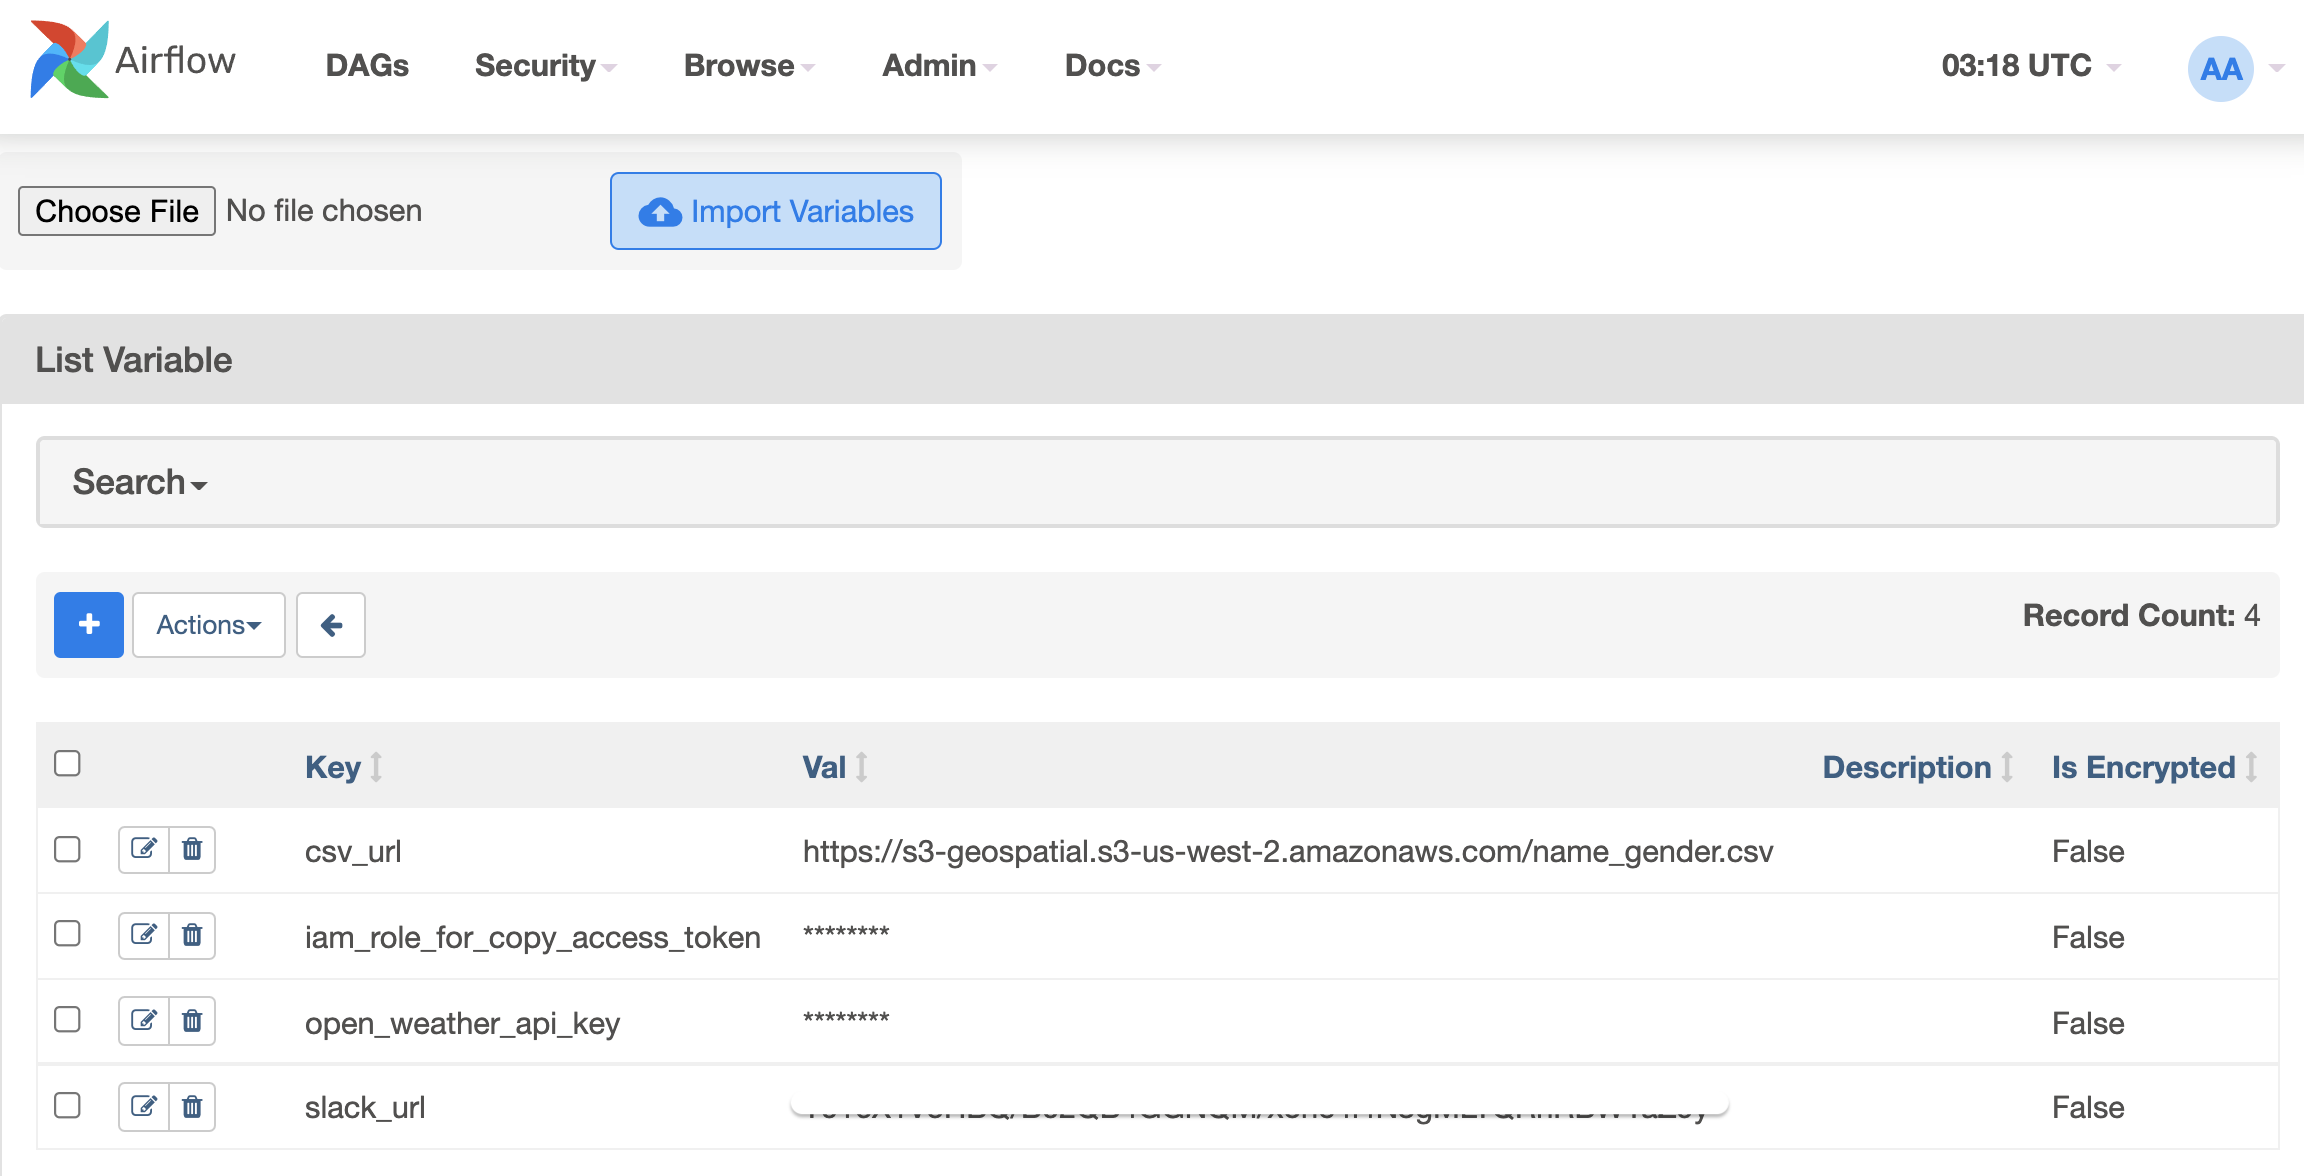 Airflow DAGs Security Browse Admin Docs 03:18 UTC AA
Choose File No file chosen Import Variables
List Variable
Search
+ Actions Record Count: 4
Key Val Description Is Encrypted
csv_url https://s3-geospatial.s3-us-west-2.amazonaws.com/name_gender.csv False
iam_role_for_copy_access_token ******** False
open_weather_api_key ******** False
slack_url False